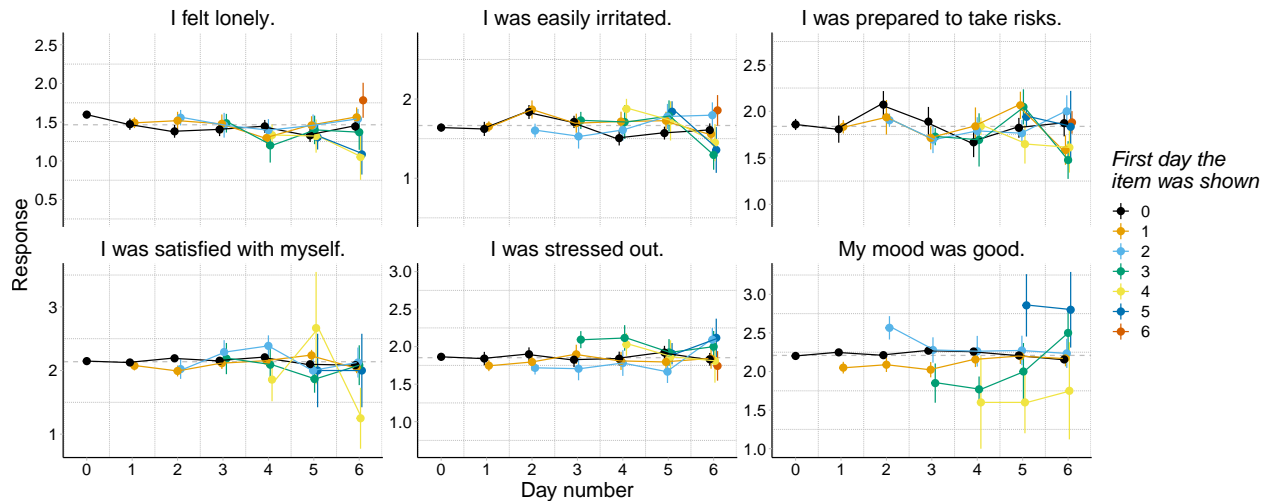 I felt lonely.
I was easily irritated.
I was prepared to take risks.
2.5
2.0
1.5
1.0
0.5
2
1
2.5
2.0
1.5
1.0
I was satisfied with myself.
I was stressed out.
My mood was good.
3
2
1
3.0
2.5
2.0
1.5
1.0
3.0
2.5
2.0
1.5
1.0
0 1 2 3 4 5 6
0 1 2 3 4 5 6
0 1 2 3 4 5 6
Response
Day number
First day the
item was shown
0
1
2
3
4
5
6